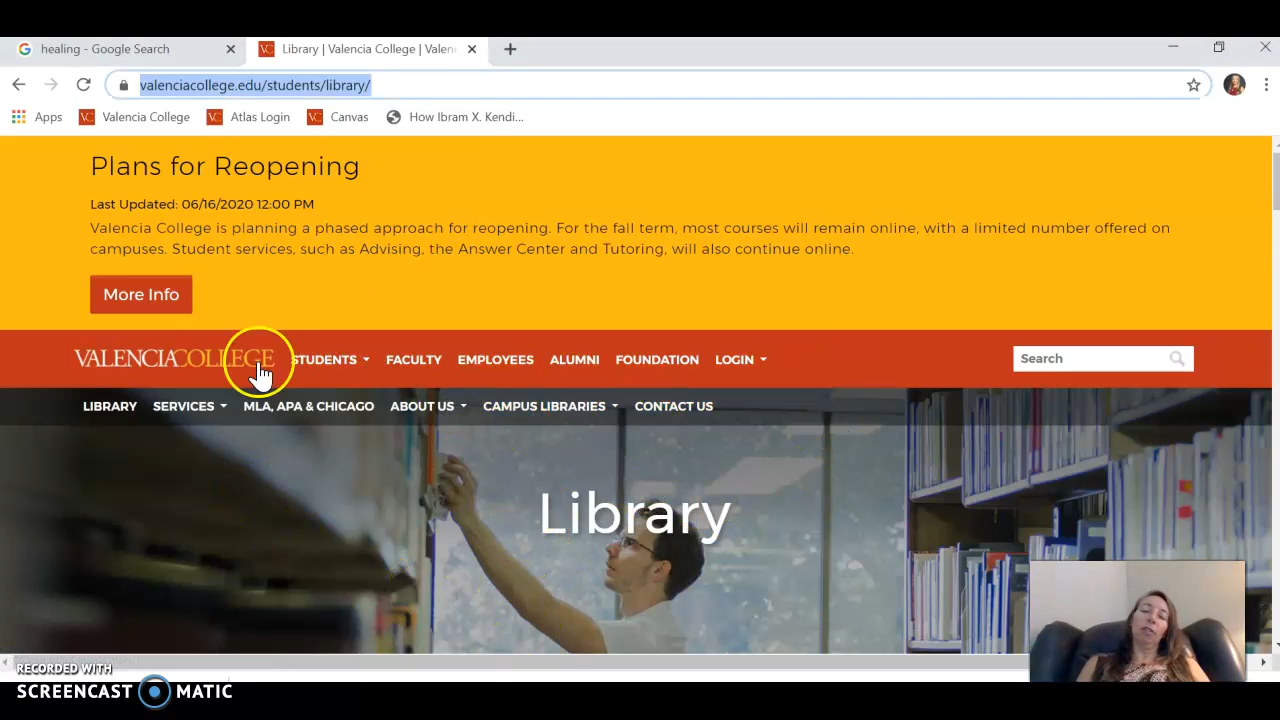 healing - Google Search
Library | Valencia College | Valen
valenciacollege.edu/students/library/
Apps
Valencia College
Atlas Login
Canvas
How Ibram X. Kendi...
Plans for Reopening
Last Updated: 06/16/2020 12:00 PM
Valencia College is planning a phased approach for reopening. For the fall term, most courses will remain online, with a limited number offered on
campuses. Student services, such as Advising, the Answer Center and Tutoring, will also continue online.
More Info
VALENCIACOLLEGE
STUDENTS
FACULTY
EMPLOYEES
ALUMNI
FOUNDATION
LOGIN
Search
LIBRARY
SERVICES
MLA, APA & CHICAGO
ABOUT US
CAMPUS LIBRARIES
CONTACT US
Library
RECORDED WITH
SCREENCAST MATIC